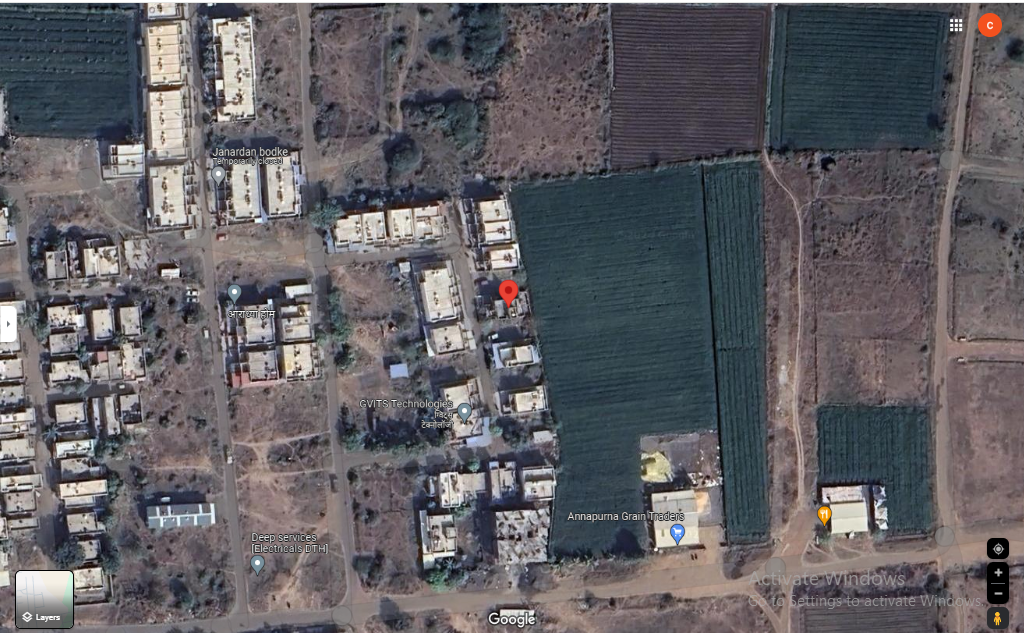 C
Janardan bodke
Temporarily closed
आराध्या होम
GVITS Technologies
ग्विट्स
टेक्नोलॉजी
Annapurna Grain Traders
Deep services
[Electricals DTH]
Activate Windows
Go to Settings to activate Windows.
Layers
Google